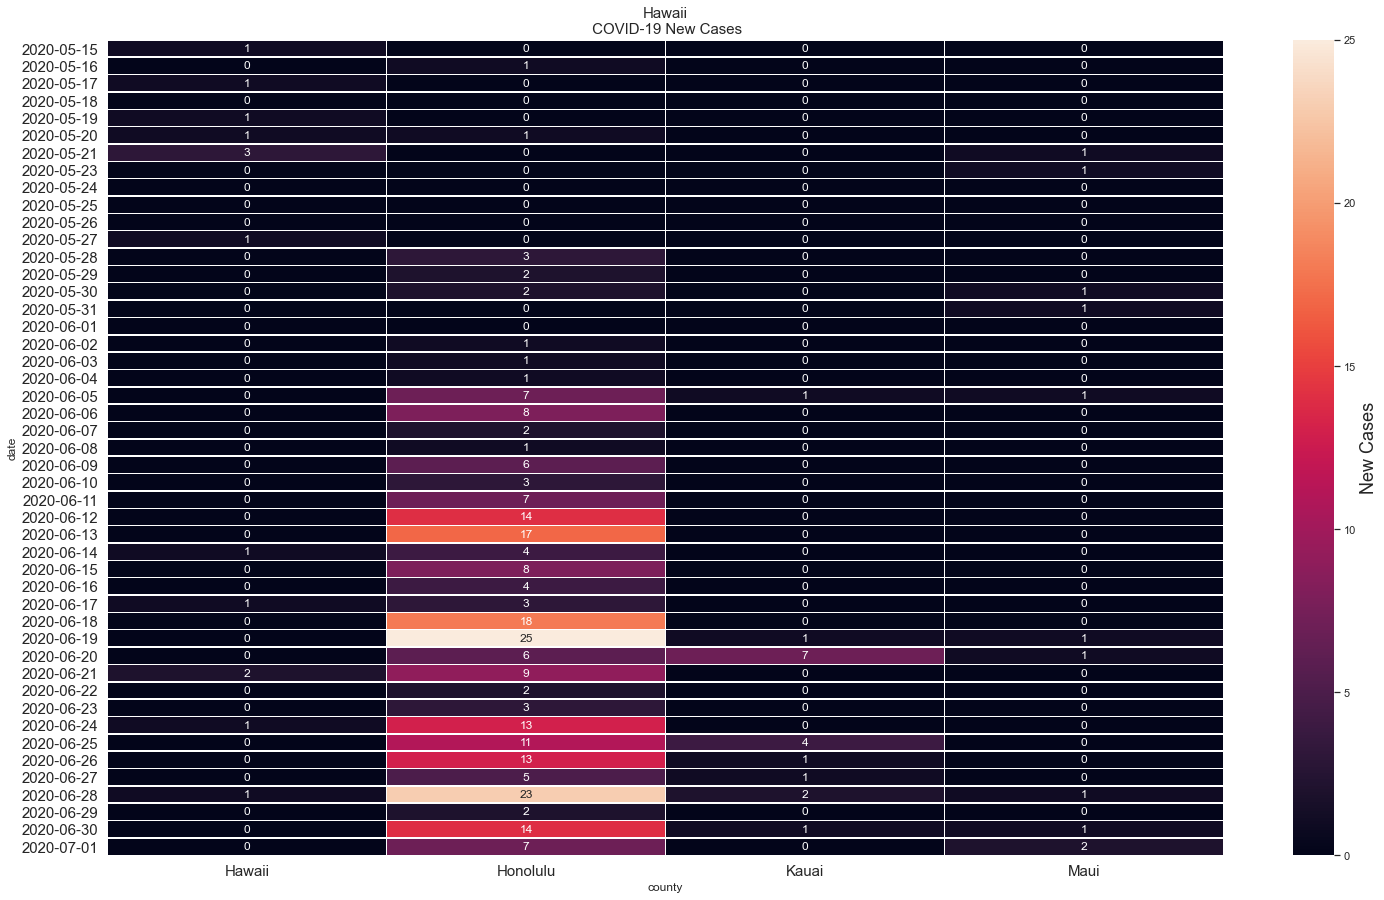 Hawaii
COVID-19 New Cases
2020-05-15 1 0 0 0
2020-05-16 0 1 0 0
2020-05-17 1 0 0 0
2020-05-18 0 0 0 0
2020-05-19 1 0 0 0
2020-05-20 1 1 0 0
2020-05-21 3 0 0 1
2020-05-23 0 0 0 1
2020-05-24 0 0 0 0
2020-05-25 0 0 0 0
2020-05-26 0 0 0 0
2020-05-27 1 0 0 0
2020-05-28 0 3 0 0
2020-05-29 0 2 0 0
2020-05-30 0 2 0 1
2020-05-31 0 0 0 1
2020-06-01 0 0 0 0
2020-06-02 0 1 0 0
2020-06-03 0 1 0 0
2020-06-04 0 1 0 0
2020-06-05 0 7 1 1
2020-06-06 0 8 0 0
2020-06-07 0 2 0 0
2020-06-08 0 1 0 0
2020-06-09 0 6 0 0
2020-06-10 0 3 0 0
2020-06-11 0 7 0 0
2020-06-12 0 14 0 0
2020-06-13 0 17 0 0
2020-06-14 1 4 0 0
2020-06-15 0 8 0 0
2020-06-16 0 4 0 0
2020-06-17 1 3 0 0
2020-06-18 0 18 0 0
2020-06-19 0 25 1 1
2020-06-20 0 6 7 1
2020-06-21 2 9 0 0
2020-06-22 0 2 0 0
2020-06-23 0 3 0 0
2020-06-24 1 13 0 0
2020-06-25 0 11 4 0
2020-06-26 0 13 1 0
2020-06-27 0 5 1 0
2020-06-28 1 23 2 1
2020-06-29 0 2 0 0
2020-06-30 0 14 1 1
2020-07-01 0 7 0 2
Hawaii Honolulu Kauai Maui
county
date
25
20
15
10
5
0
New Cases